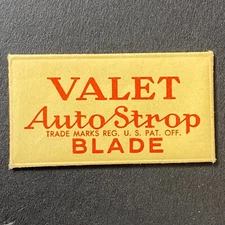 VALET
AutoStrop
TRADE MARKS REG. U. S. PAT. OFF.
BLADE